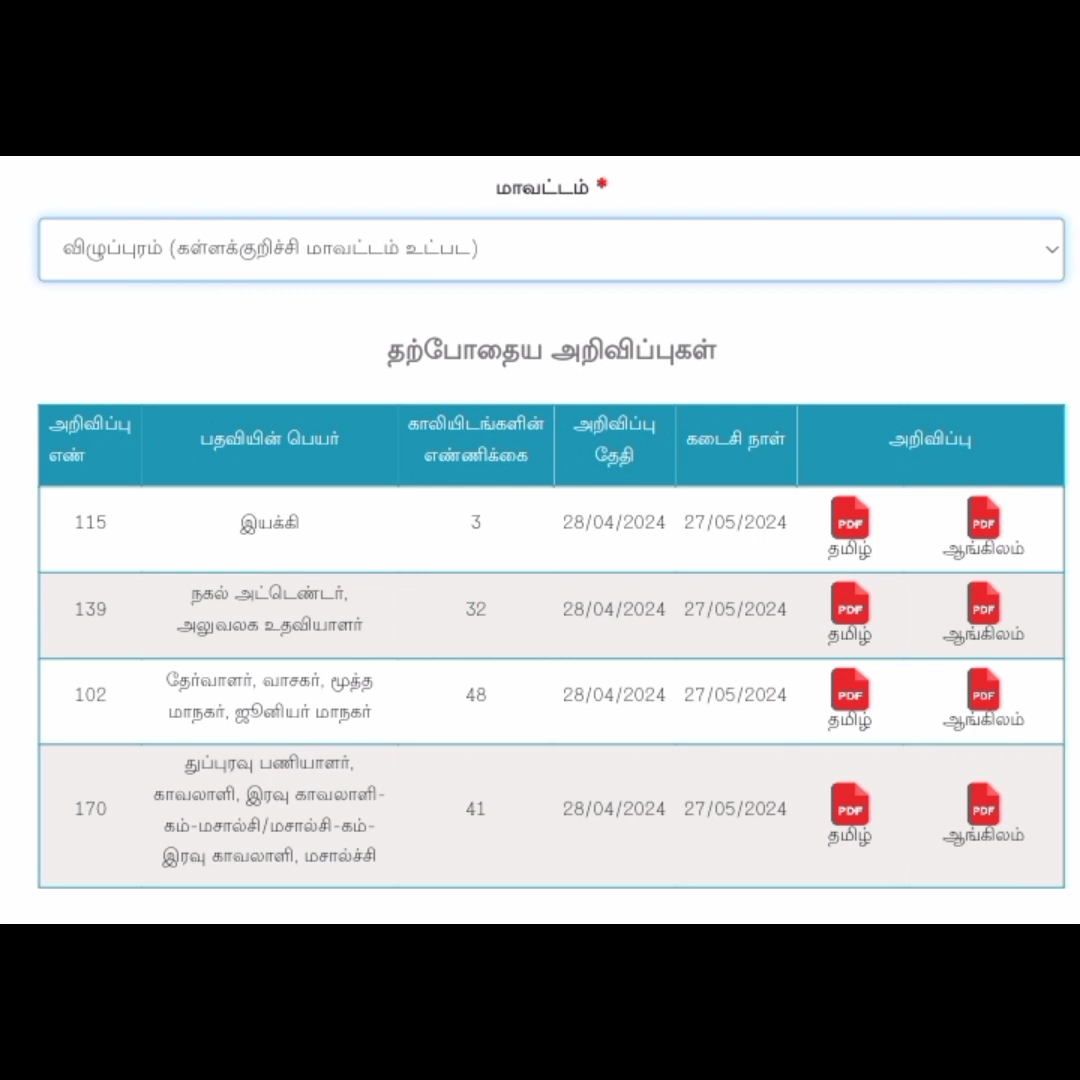 மாவட்டம் *
விழுப்புரம் (கள்ளக்குறிச்சி மாவட்டம் உட்பட)
தற்போதைய அறிவிப்புகள்
அறிவிப்பு எண் பதவியின் பெயர் காலியிடங்களின் எண்ணிக்கை அறிவிப்பு தேதி கடைசி நாள் அறிவிப்பு
115 இயக்கி 3 28/04/2024 27/05/2024 PDF தமிழ் PDF ஆங்கிலம்
139 நகல் அட்டெண்டர், அலுவலக உதவியாளர் 32 28/04/2024 27/05/2024 PDF தமிழ் PDF ஆங்கிலம்
102 தேர்வாளர், வாசகர், மூத்த மாநகர், ஜூனியர் மாநகர் 48 28/04/2024 27/05/2024 PDF தமிழ் PDF ஆங்கிலம்
170 துப்புரவு பணியாளர், காவலாளி, இரவு காவலாளி-கம்-மசால்சி/மசால்சி-கம்-இரவு காவலாளி, மசால்ச்சி 41 28/04/2024 27/05/2024 PDF தமிழ் PDF ஆங்கிலம்